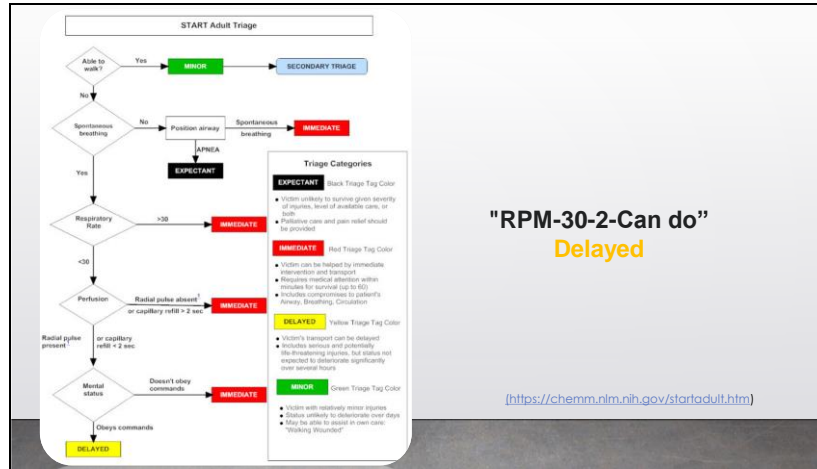 START Adult Triage
Able to
walk?
Yes
MINOR
SECONDARY TRIAGE
No
Spontaneous
breathing
No
Position airway
Spontaneous
breathing
IMMEDIATE
APNEA
EXPECTANT
Yes
Respiratory
Rate
>30
IMMEDIATE
<30
Perfusion
Radial pulse absent†
or capillary refill > 2 sec
IMMEDIATE
Radial pulse
present†
or capillary
refill < 2 sec
Mental
status
Doesn't obey
commands
IMMEDIATE
Obeys commands
DELAYED
Triage Categories
EXPECTANT Black Triage Tag Color
● Victim unlikely to survive given severity
of injuries, level of available care, or
both
● Palliative care and pain relief should
be provided
IMMEDIATE Red Triage Tag Color
● Victim can be helped by immediate
intervention and transport
● Requires medical attention within
minutes for survival (up to 60)
● Includes compromises to patient's
Airway, Breathing, Circulation
DELAYED Yellow Triage Tag Color
● Victim's transport can be delayed
● Includes serious and potentially
life-threatening injuries, but status not
expected to deteriorate significantly
over several hours
MINOR Green Triage Tag Color
● Victim with relatively minor injuries
● Status unlikely to deteriorate over days
● May be able to assist in own care:
"Walking Wounded"
"RPM-30-2-Can do”
Delayed
(https://chemm.nlm.nih.gov/startadult.htm)